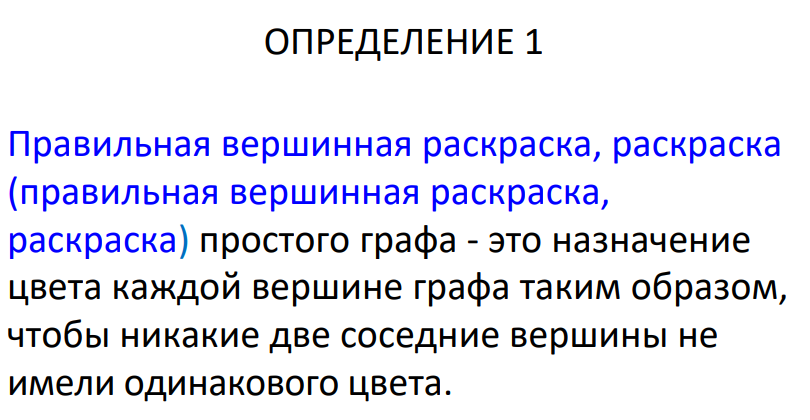 ОПРЕДЕЛЕНИЕ 1
Правильная вершинная раскраска, раскраска
(правильная вершинная раскраска,
раскраска) простого графа - это назначение
цвета каждой вершине графа таким образом,
чтобы никакие две соседние вершины не
имели одинакового цвета.